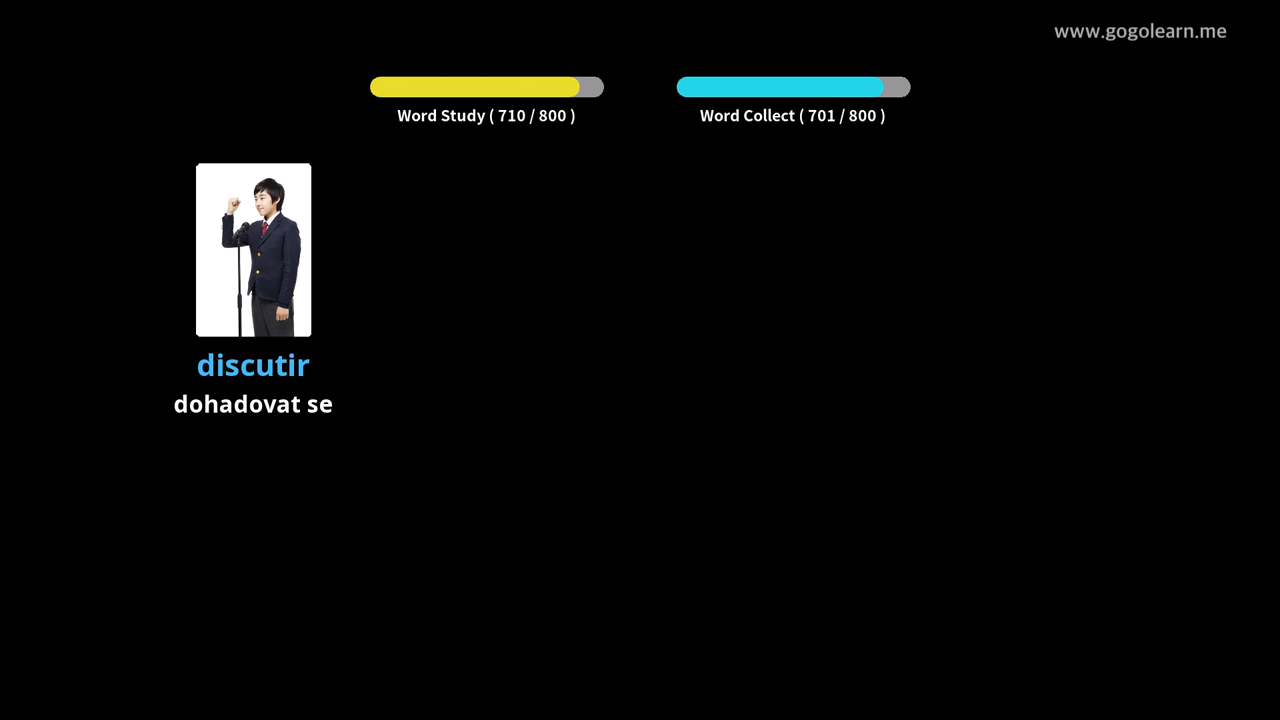 www.gogolearn.me
Word Study ( 710 / 800 )
Word Collect ( 701 / 800 )
discutir
dohadovat se